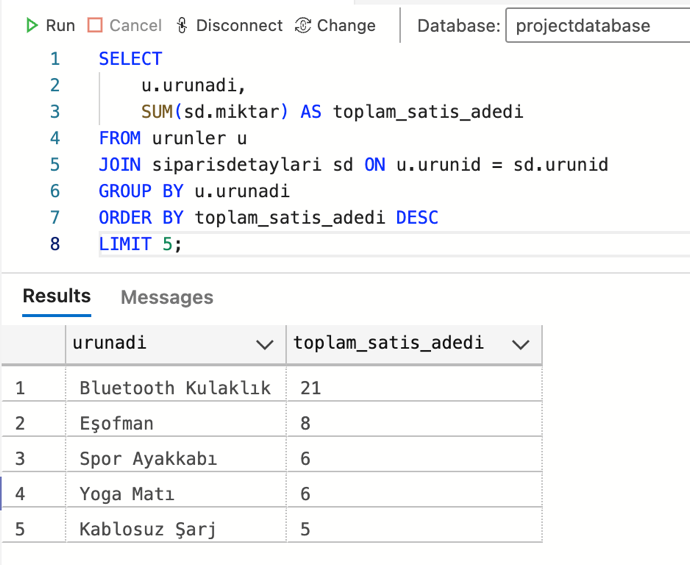 Run Cancel Disconnect Change Database: projectdatabase
1 SELECT
2 u.urunadi,
3 SUM(sd.miktar) AS toplam_satis_adedi
4 FROM urunler u
5 JOIN siparisdetaylari sd ON u.urunid = sd.urunid
6 GROUP BY u.urunadi
7 ORDER BY toplam_satis_adedi DESC
8 LIMIT 5;
Results Messages
urunadi toplam_satis_adedi
1 Bluetooth Kulaklık 21
2 Eşofman 8
3 Spor Ayakkabı 6
4 Yoga Matı 6
5 Kablosuz Şarj 5